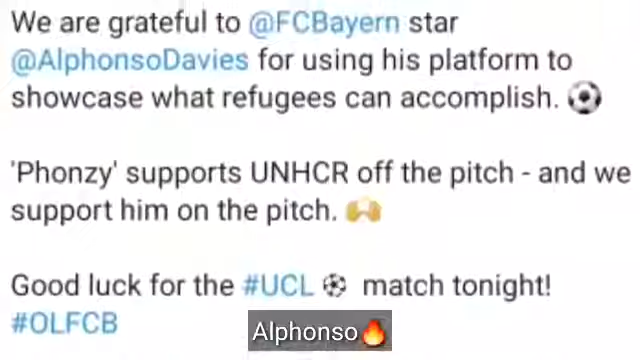 We are grateful to @FCBayern star
@AlphonsoDavies for using his platform to
showcase what refugees can accomplish. ⚽
'Phonzy' supports UNHCR off the pitch - and we
support him on the pitch. 🙌
Good luck for the #UCL ⚽ match tonight!
#OLFCB
Alphonso🔥